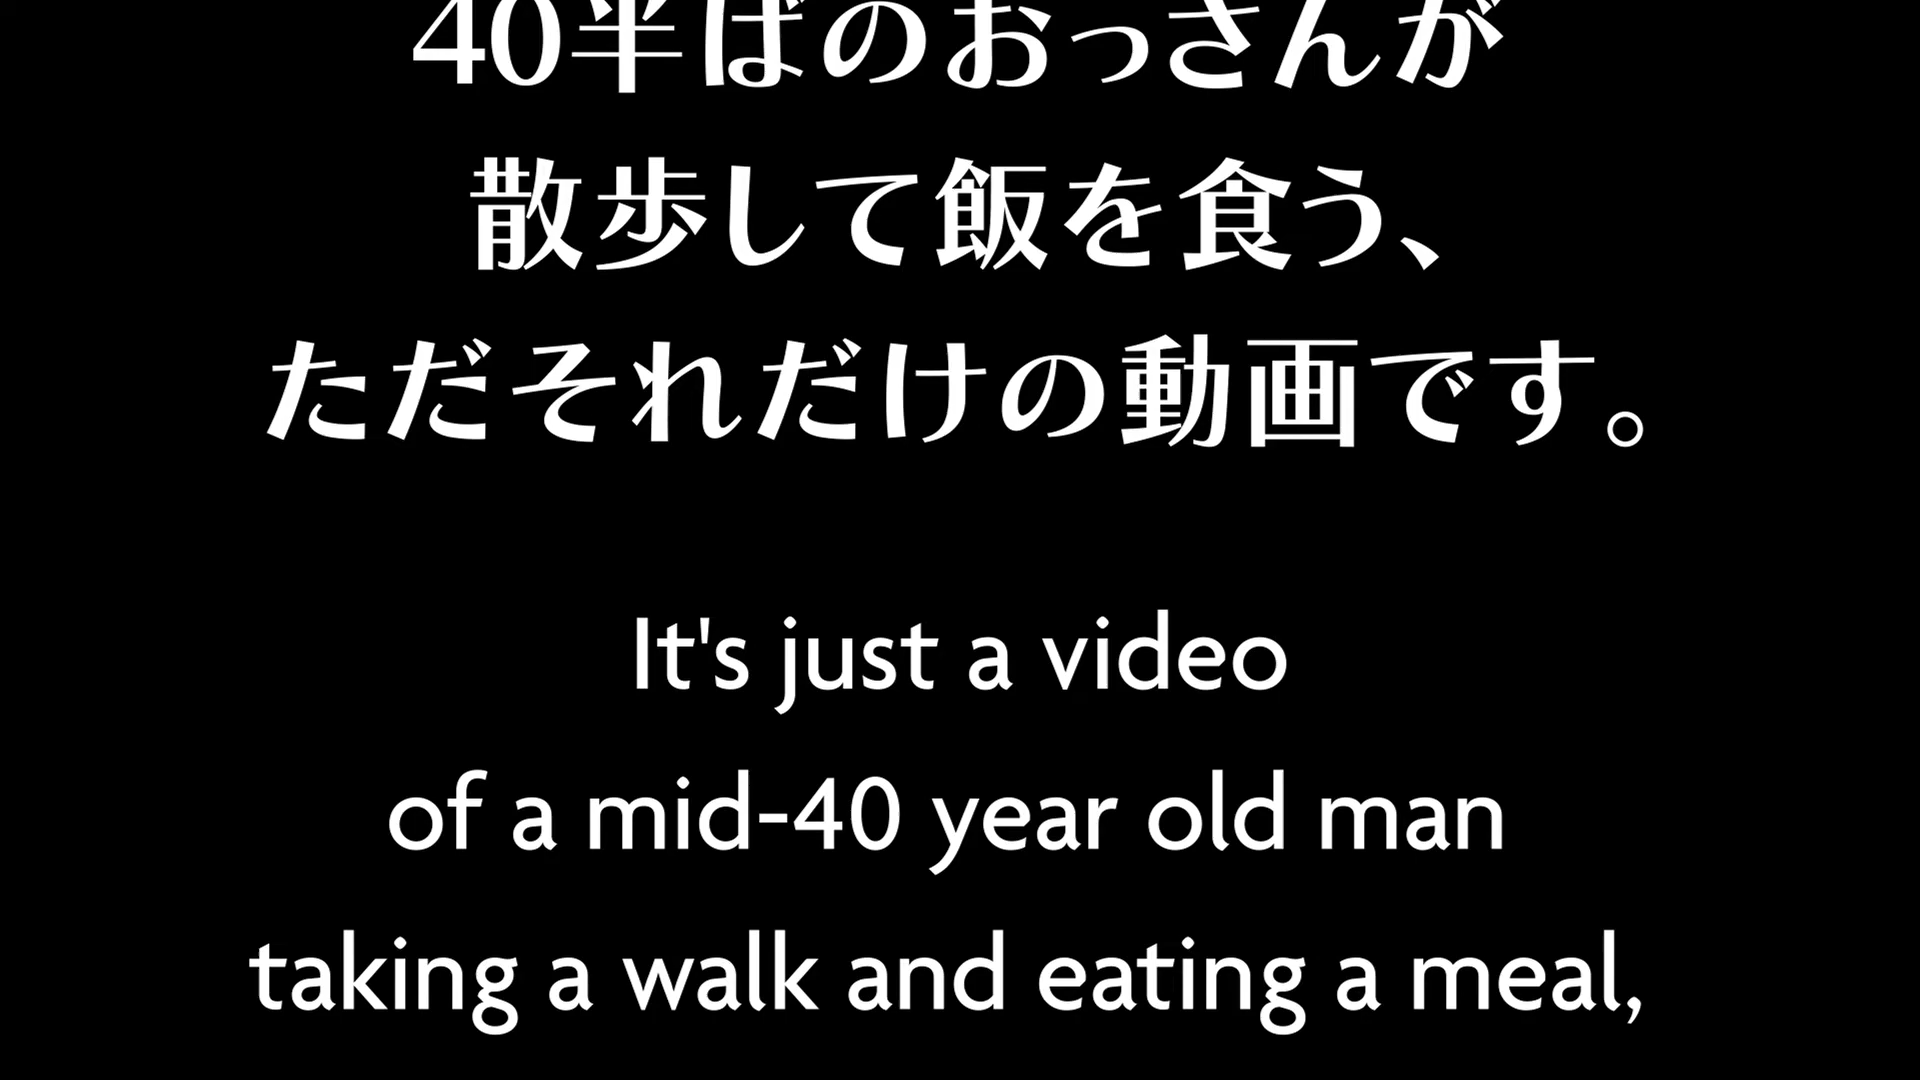 40半ばのおっさんが
散歩して飯を食う、
ただそれだけの動画です。
It's just a video
of a mid-40 year old man
taking a walk and eating a meal,